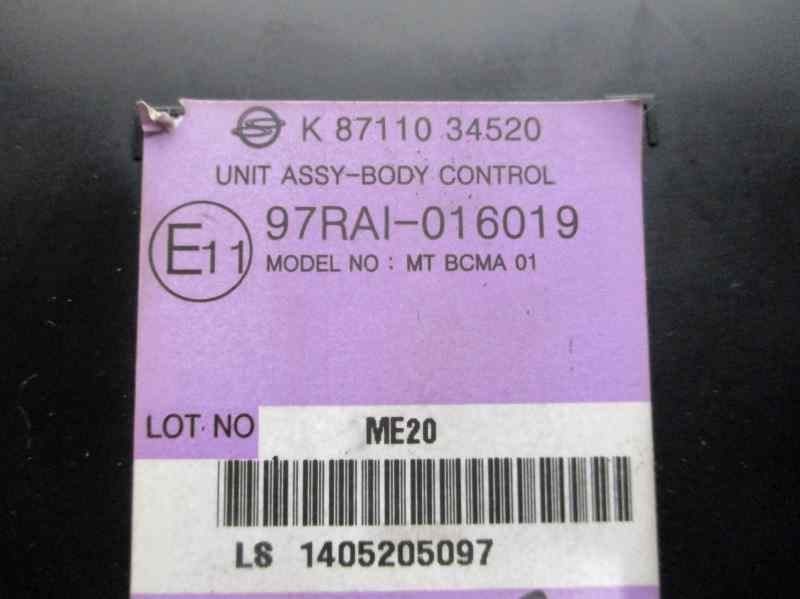 K 87110 34520
UNIT ASSY-BODY CONTROL
E11
97RAI-016019
MODEL NO : MT BCMA 01
LOT NO ME20
LS 1405205097